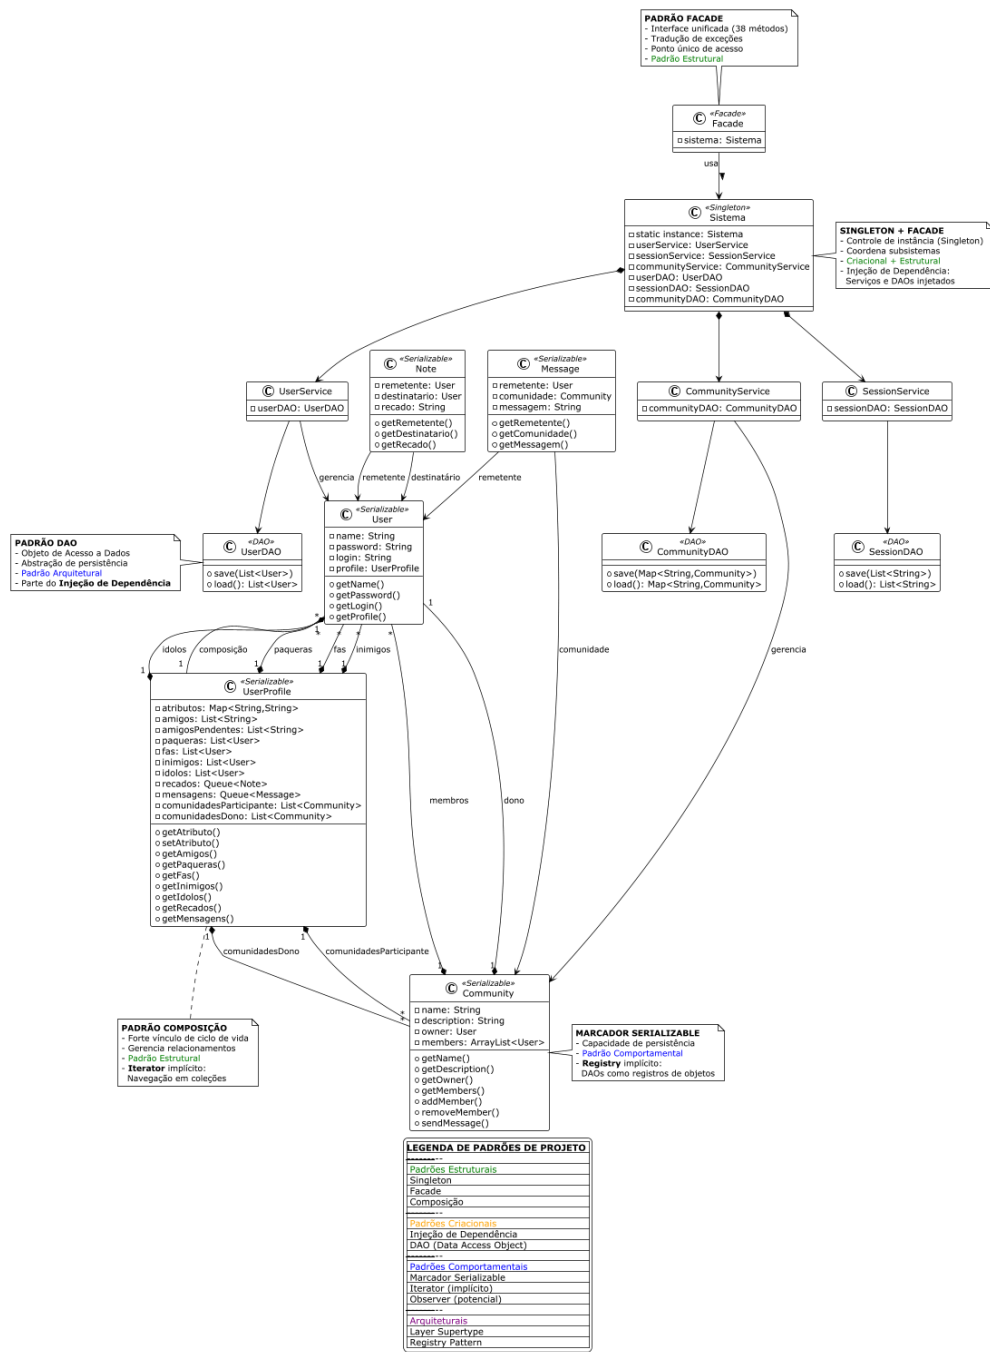 PADRÃO FACADE
- Interface unificada (38 métodos)
- Tradução de exceções
- Ponto único de acesso
- Padrão Estrutural
C
«Facade»
Facade
sistema: Sistema
usa
C
«Singleton»
Sistema
static instance: Sistema
userService: UserService
sessionService: SessionService
communityService: CommunityService
userDAO: UserDAO
sessionDAO: SessionDAO
communityDAO: CommunityDAO
SINGLETON + FACADE
- Controle de instância (Singleton)
- Coordena subsistemas
- Criacional + Estrutural
- Injeção de Dependência:
Serviços e DAOs injetados
C
«Serializable»
Note
remetente: User
destinatario: User
recado: String
getRemetente()
getDestinatario()
getRecado()
C
«Serializable»
Message
remetente: User
comunidade: Community
messagem: String
getRemetente()
getComunidade()
getMessagem()
C UserService
userDAO: UserDAO
C CommunityService
communityDAO: CommunityDAO
C SessionService
sessionDAO: SessionDAO
gerencia
remetente
destinatário
remetente
C
«Serializable»
User
name: String
password: String
login: String
profile: UserProfile
getName()
getPassword()
getLogin()
getProfile()
PADRÃO DAO
- Objeto de Acesso a Dados
- Abstração de persistência
- Padrão Arquitetural
- Parte do Injeção de Dependência
C
«DAO»
UserDAO
save(List<User>)
load(): List<User>
C
«DAO»
CommunityDAO
save(Map<String,Community>)
load(): Map<String,Community>
C
«DAO»
SessionDAO
save(List<String>)
load(): List<String>
* 1 * * * * 1
idolos
composição
paqueras
fas
inimigos
comunidade
gerencia
1 1 1 1 1
C
«Serializable»
UserProfile
atributos: Map<String,String>
amigos: List<String>
amigosPendentes: List<String>
paqueras: List<User>
fas: List<User>
inimigos: List<User>
idolos: List<User>
recados: Queue<Note>
mensagens: Queue<Message>
comunidadesParticipante: List<Community>
comunidadesDono: List<Community>
getAtributo()
setAtributo()
getAmigos()
getPaqueras()
getFas()
getInimigos()
getIdolos()
getRecados()
getMensagens()
membros
dono
1 1
comunidadesDono
comunidadesParticipante
1 1
*
*
C
«Serializable»
Community
name: String
description: String
owner: User
members: ArrayList<User>
getName()
getDescription()
getOwner()
getMembers()
addMember()
removeMember()
sendMessage()
PADRÃO COMPOSIÇÃO
- Forte vínculo de ciclo de vida
- Gerencia relacionamentos
- Padrão Estrutural
- Iterator implícito:
Navegação em coleções
MARCADOR SERIALIZABLE
- Capacidade de persistência
- Padrão Comportamental
- Registry implícito:
DAOs como registros de objetos
LEGENDA DE PADRÕES DE PROJETO
Padrões Estruturais
Singleton
Facade
Composição
Padrões Criacionais
Injeção de Dependência
DAO (Data Access Object)
Padrões Comportamentais
Marcador Serializable
Iterator (implícito)
Observer (potencial)
Arquiteturais
Layer Supertype
Registry Pattern